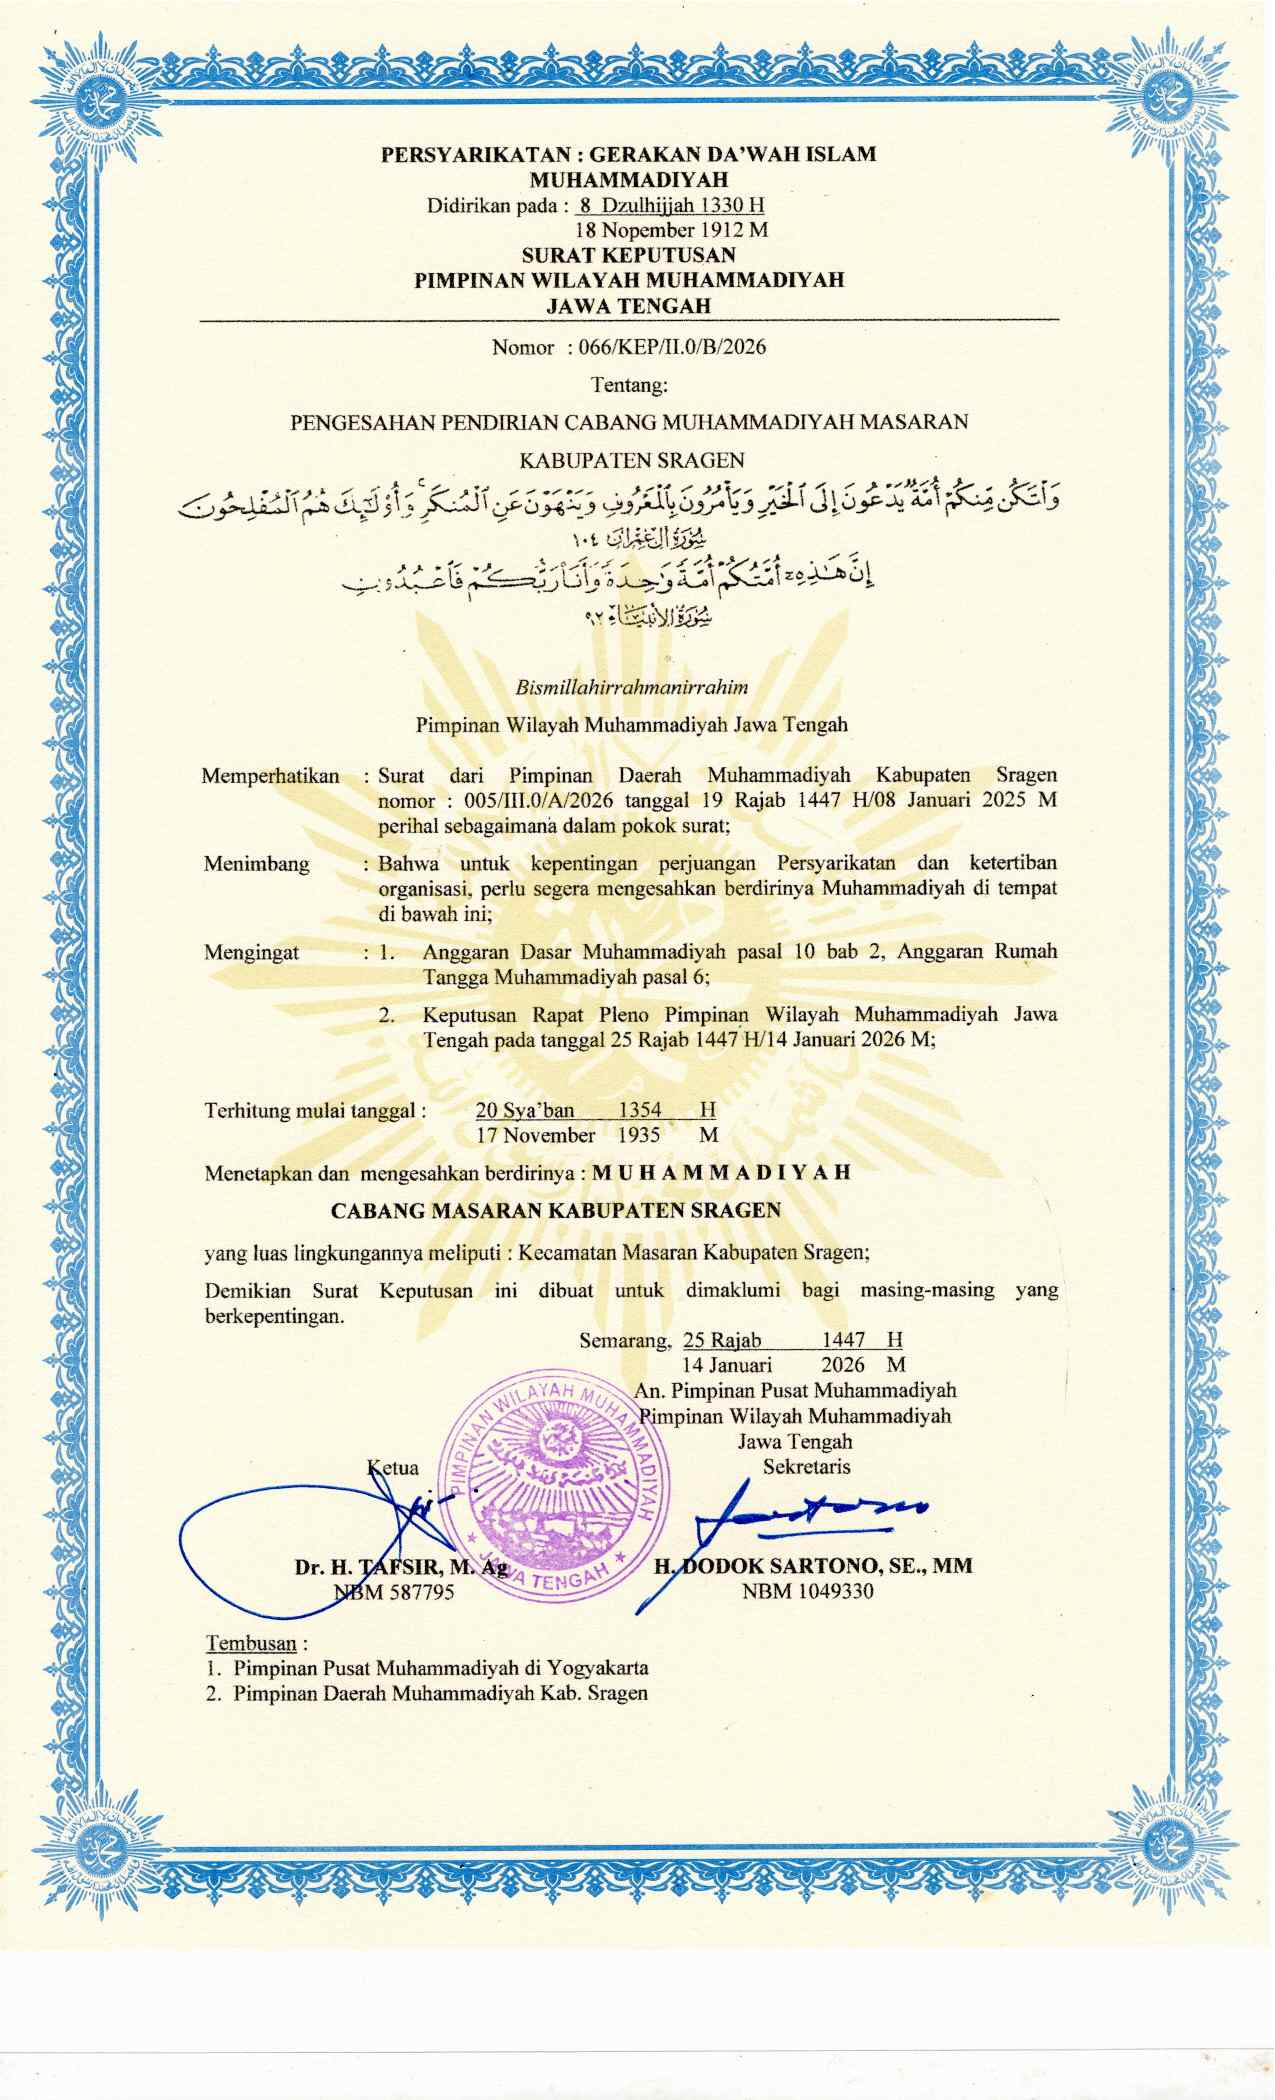 PERSYARIKATAN : GERAKAN DA'WAH ISLAM
MUHAMMADIYAH
Didirikan pada : 8 Dzulhijjah 1330 H
18 Nopember 1912 M
SURAT KEPUTUSAN
PIMPINAN WILAYAH MUHAMMADIYAH
JAWA TENGAH
Nomor : 066/KEP/II.0/B/2026
Tentang:
PENGESAHAN PENDIRIAN CABANG MUHAMMADIYAH MASARAN
KABUPATEN SRAGEN
وَلْتَكُن مِّنكُمْ أُمَّةٌ يَدْعُونَ إِلَى ٱلْخَيْرِ وَيَأْمُرُونَ بِٱلْمَعْرُوفِ وَيَنْهَوْنَ عَنِ ٱلْمُنكَرِ ۚ وَأُو۟لَـٰٓئِكَ هُمُ ٱلْمُفْلِحُونَ
سُورَةُ آلِ عِمْرَان ١٠٤
إِنَّ هَـٰذِهِۦٓ أُمَّتُكُمْ أُمَّةً وَٰحِدَةً وَأَنَا۠ رَبُّكُمْ فَٱعْبُدُونِ
سُورَةُ الأَنْبِيَاء ٩٢
Bismillahirrahmanirrahim
Pimpinan Wilayah Muhammadiyah Jawa Tengah
Memperhatikan : Surat dari Pimpinan Daerah Muhammadiyah Kabupaten Sragen
nomor : 005/III.0/A/2026 tanggal 19 Rajab 1447 H/08 Januari 2025 M
perihal sebagaimana dalam pokok surat;
Menimbang : Bahwa untuk kepentingan perjuangan Persyarikatan dan ketertiban
organisasi, perlu segera mengesahkan berdirinya Muhammadiyah di tempat
di bawah ini;
Mengingat : 1. Anggaran Dasar Muhammadiyah pasal 10 bab 2, Anggaran Rumah
Tangga Muhammadiyah pasal 6;
2. Keputusan Rapat Pleno Pimpinan Wilayah Muhammadiyah Jawa
Tengah pada tanggal 25 Rajab 1447 H/14 Januari 2026 M;
Terhitung mulai tanggal : 20 Sya'ban 1354 H
17 November 1935 M
Menetapkan dan mengesahkan berdirinya : M U H A M M A D I Y A H
CABANG MASARAN KABUPATEN SRAGEN
yang luas lingkungannya meliputi : Kecamatan Masaran Kabupaten Sragen;
Demikian Surat Keputusan ini dibuat untuk dimaklumi bagi masing-masing yang
berkepentingan.
Semarang, 25 Rajab 1447 H
14 Januari 2026 M
An. Pimpinan Pusat Muhammadiyah
Pimpinan Wilayah Muhammadiyah
Jawa Tengah
Ketua Sekretaris
PIMPINAN WILAYAH MUHAMMADIYAH
★ JAWA TENGAH ★
Dr. H. TAFSIR, M. Ag H. DODOK SARTONO, SE., MM
NBM 587795 NBM 1049330
Tembusan :
1. Pimpinan Pusat Muhammadiyah di Yogyakarta
2. Pimpinan Daerah Muhammadiyah Kab. Sragen